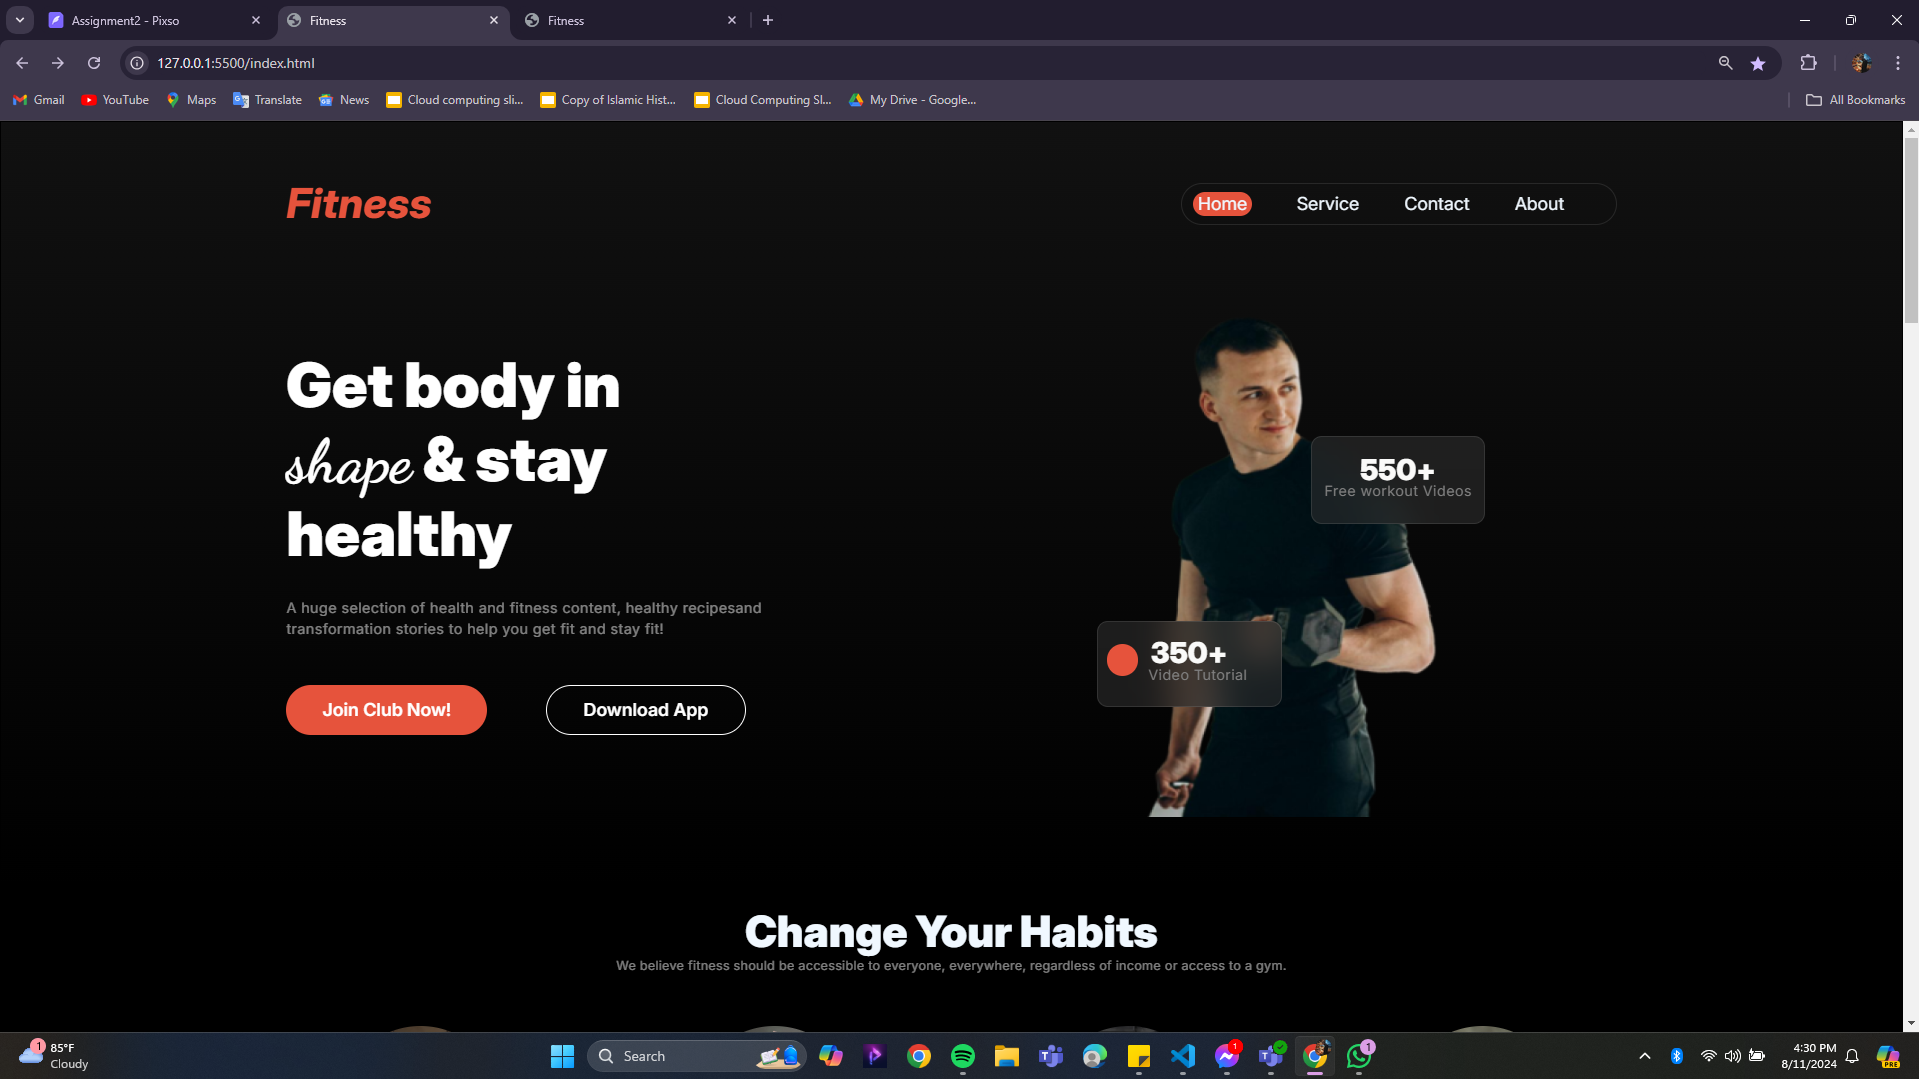 Assignment2 - Pixso
Fitness
Fitness
127.0.0.1:5500/index.html
Gmail
YouTube
Maps
Translate
News
Cloud computing sli...
Copy of Islamic Hist...
Cloud Computing Sl...
My Drive - Google...
All Bookmarks
Fitness
Home
Service
Contact
About
Get body in
shape & stay
healthy
550+
Free workout Videos
A huge selection of health and fitness content, healthy recipesand
transformation stories to help you get fit and stay fit!
350+
Video Tutorial
Join Club Now!
Download App
Change Your Habits
We believe fitness should be accessible to everyone, everywhere, regardless of income or access to a gym.
1
85°F
Cloudy
Search
1
1
4:30 PM
8/11/2024
PRE